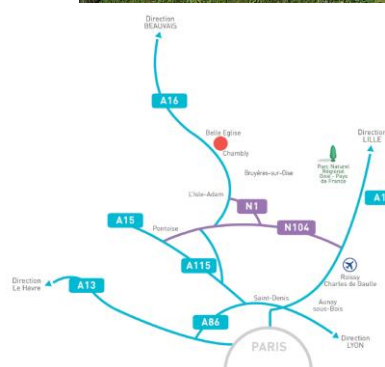 Direction
BEAUVAIS
A16
Belle Eglise
Chambly
Direction
LILLE
Parc Naturel
Régional
Oise - Pays
de France
Bruyères-sur-Oise
L'Isle-Adam
A1
N1
A15
Pontoise
N104
A115
Roissy
Charles de Gaulle
Direction
Le Havre
A13
Saint-Denis
Aunay
sous-Bois
A86
Direction
LYON
PARIS